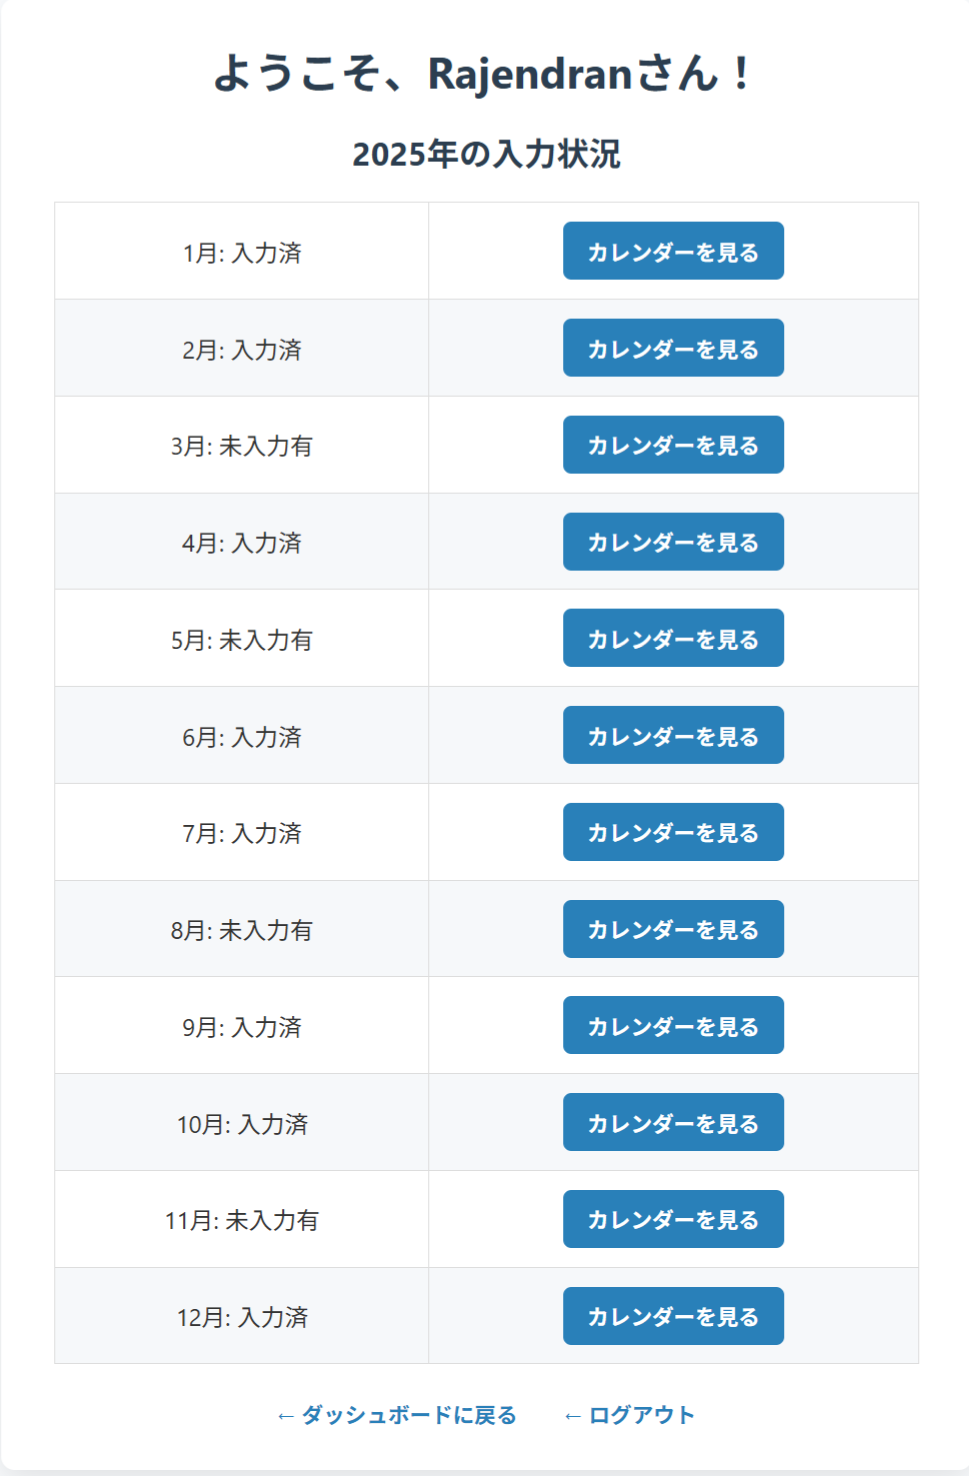 ようこそ、Rajendranさん！
2025年の入力状況
1月: 入力済 カレンダーを見る
2月: 入力済 カレンダーを見る
3月: 未入力有 カレンダーを見る
4月: 入力済 カレンダーを見る
5月: 未入力有 カレンダーを見る
6月: 入力済 カレンダーを見る
7月: 入力済 カレンダーを見る
8月: 未入力有 カレンダーを見る
9月: 入力済 カレンダーを見る
10月: 入力済 カレンダーを見る
11月: 未入力有 カレンダーを見る
12月: 入力済 カレンダーを見る
← ダッシュボードに戻る ← ログアウト